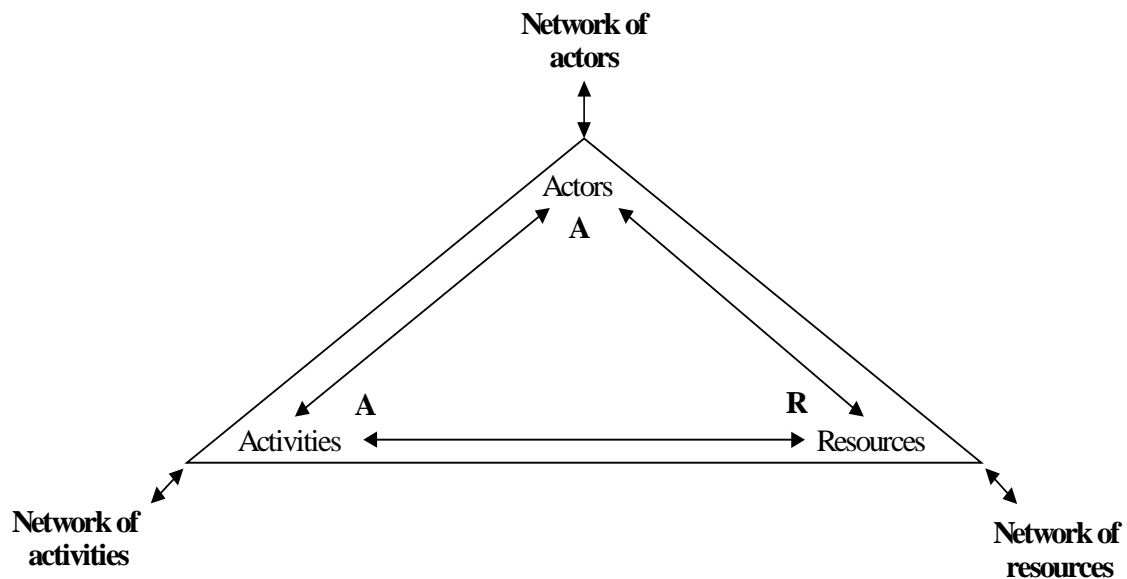 Network of
actors
Actors
A
A
R
Activities
Resources
Network of
activities
Network of
resources